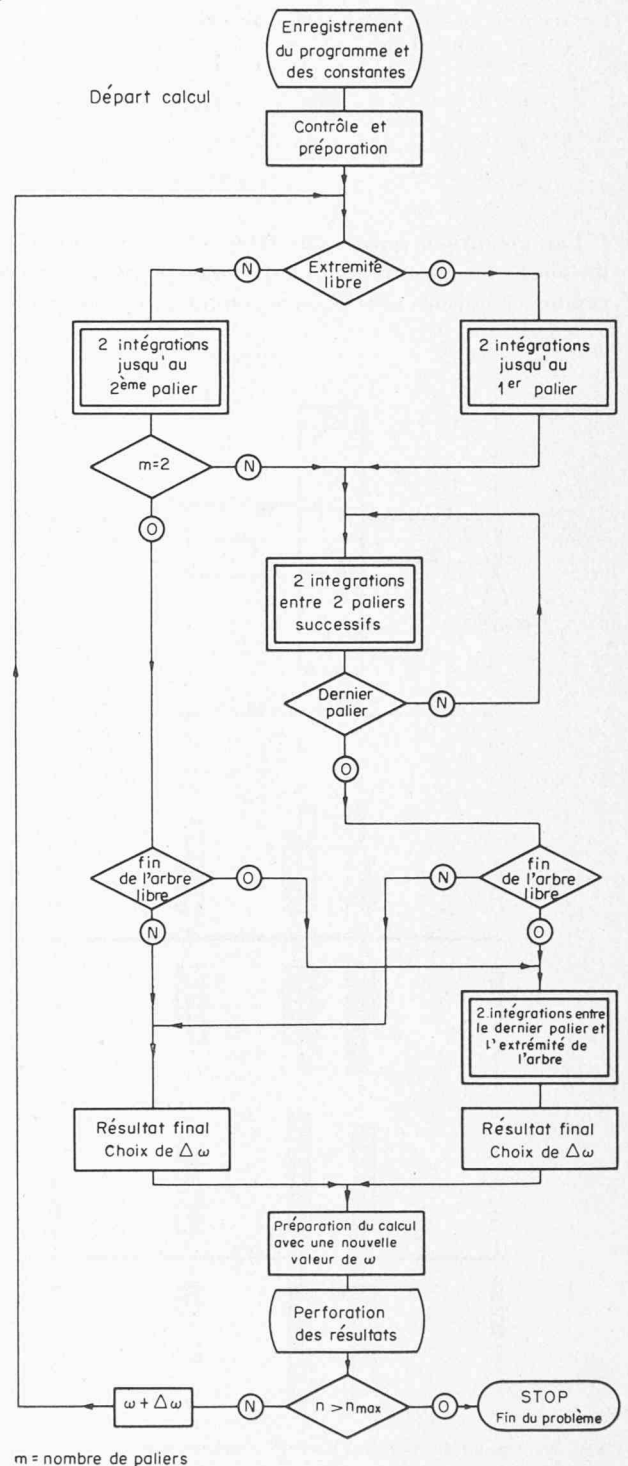 Enregistrement
du programme et
des constantes
Départ calcul
Contrôle et
préparation
Extremité
libre
N
O
2 intégrations
jusqu'au
2ème palier
2 intégrations
jusqu'au
1er palier
m=2
N
O
2 integrations
entre 2 paliers
successifs
Dernier
palier
N
O
fin
de l'arbre
libre
O
N
fin
de l'arbre
libre
N
O
2 intégrations entre
le dernier palier et
l'extrémité de
l'arbre
Résultat final
Choix de Δω
Résultat final
Choix de Δω
Préparation du calcul
avec une nouvelle
valeur de ω
Perforation
des résultats
ω + Δω
N
n > nmax
O
STOP
Fin du problème
m = nombre de paliers